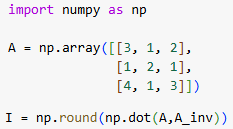 import numpy as np
A = np.array([[[3, 1, 2],
[1, 2, 1],
[4, 1, 3]])
I = np.round(np.dot(A,A_inv))